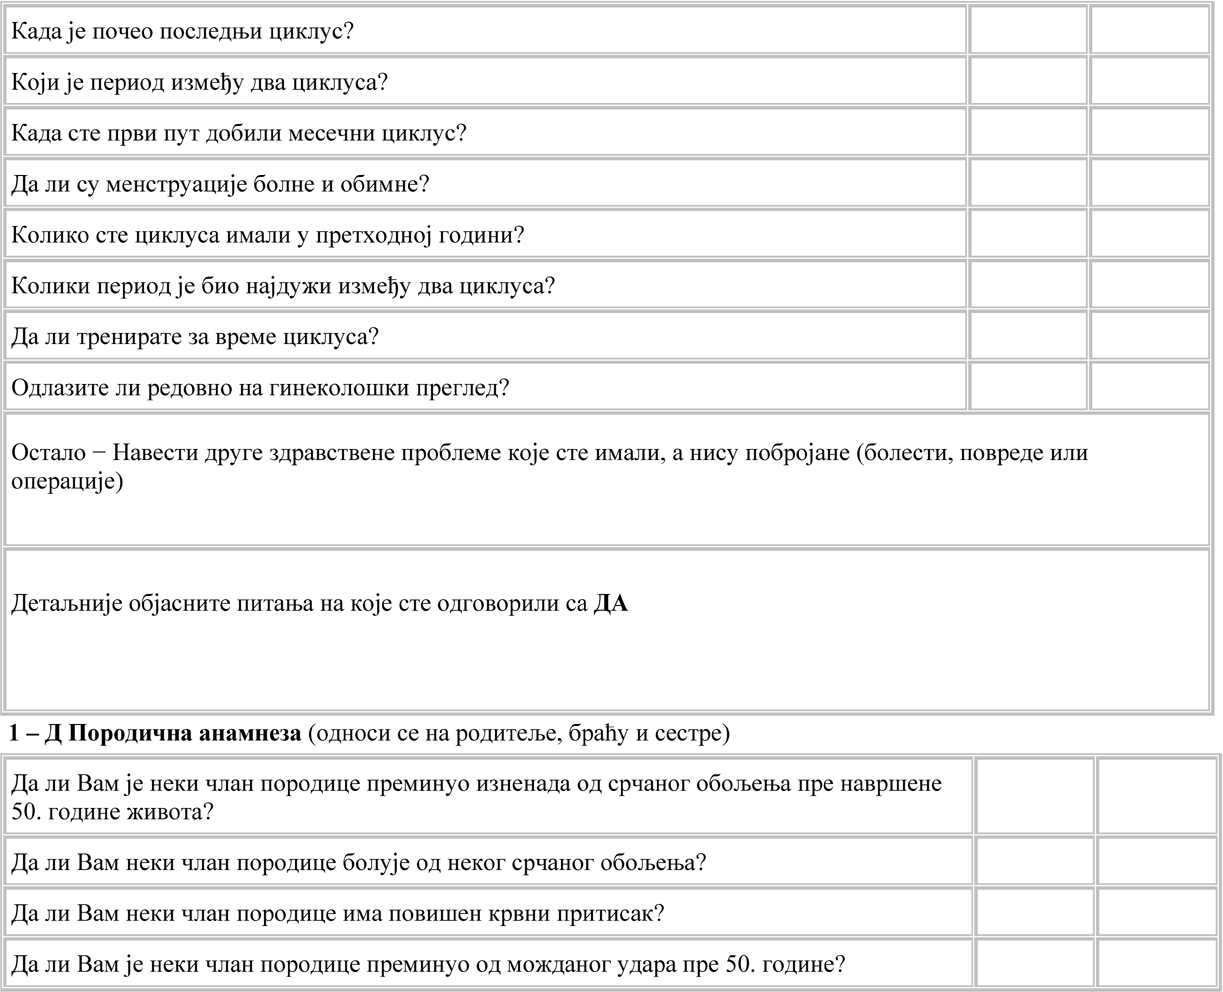 Када је почео последњи циклус?
Који је период између два циклуса?
Када сте први пут добили месечни циклус?
Да ли су менструације болне и обимне?
Колико сте циклуса имали у претходној години?
Колики период је био најдужи између два циклуса?
Да ли тренирате за време циклуса?
Одлазите ли редовно на гинеколошки преглед?
Остало − Навести друге здравствене проблеме које сте имали, а нису побројане (болести, повреде или
операције)
Детаљније објасните питања на које сте одговорили са ДА
1 – Д Породична анамнеза (односи се на родитеље, браћу и сестре)
Да ли Вам је неки члан породице преминуо изненада од срчаног обољења пре навршене
50. године живота?
Да ли Вам неки члан породице болује од неког срчаног обољења?
Да ли Вам неки члан породице има повишен крвни притисак?
Да ли Вам је неки члан породице преминуо од можданог удара пре 50. године?